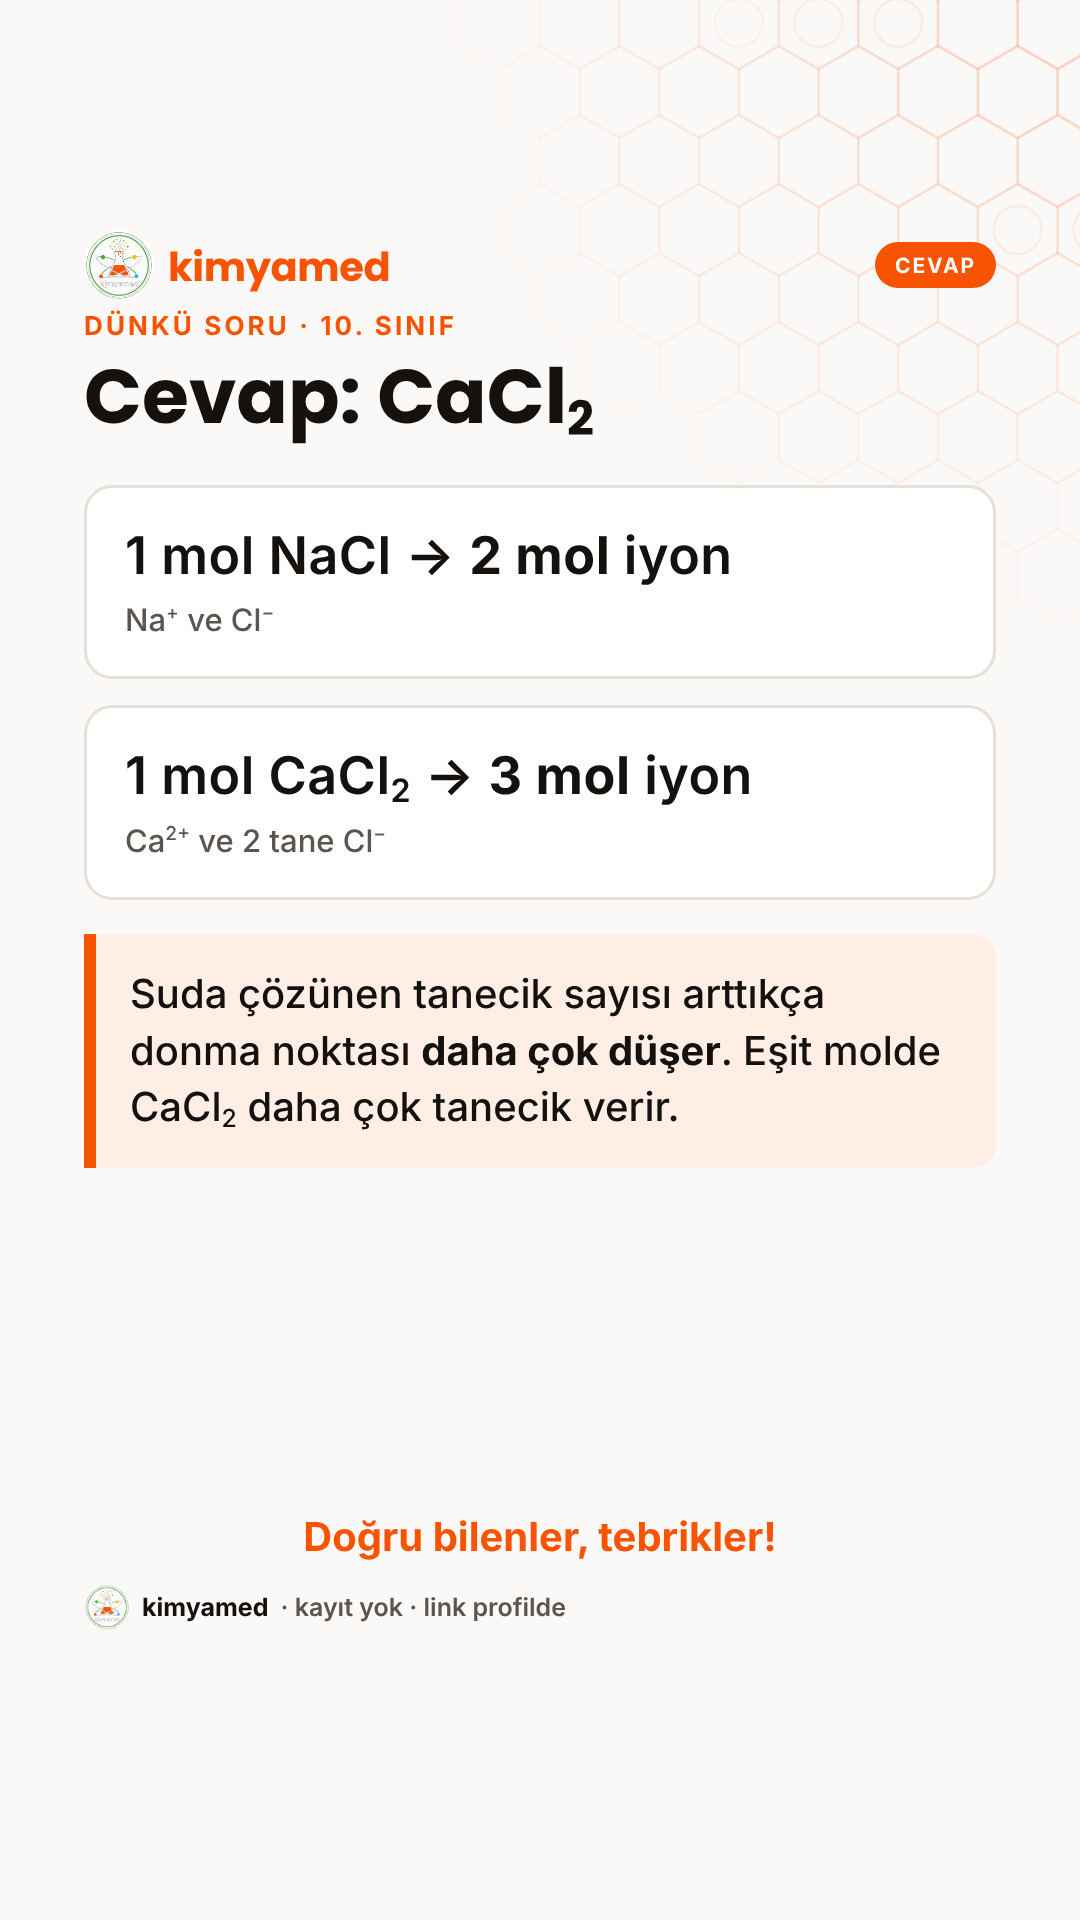 kimyamed
CEVAP
DÜNKÜ SORU · 10. SINIF
Cevap: CaCl₂
1 mol NaCl → 2 mol iyon
Na⁺ ve Cl⁻
1 mol CaCl₂ → 3 mol iyon
Ca²⁺ ve 2 tane Cl⁻
Suda çözünen tanecik sayısı arttıkça
donma noktası daha çok düşer. Eşit molde
CaCl₂ daha çok tanecik verir.
Doğru bilenler, tebrikler!
kimyamed · kayıt yok · link profilde